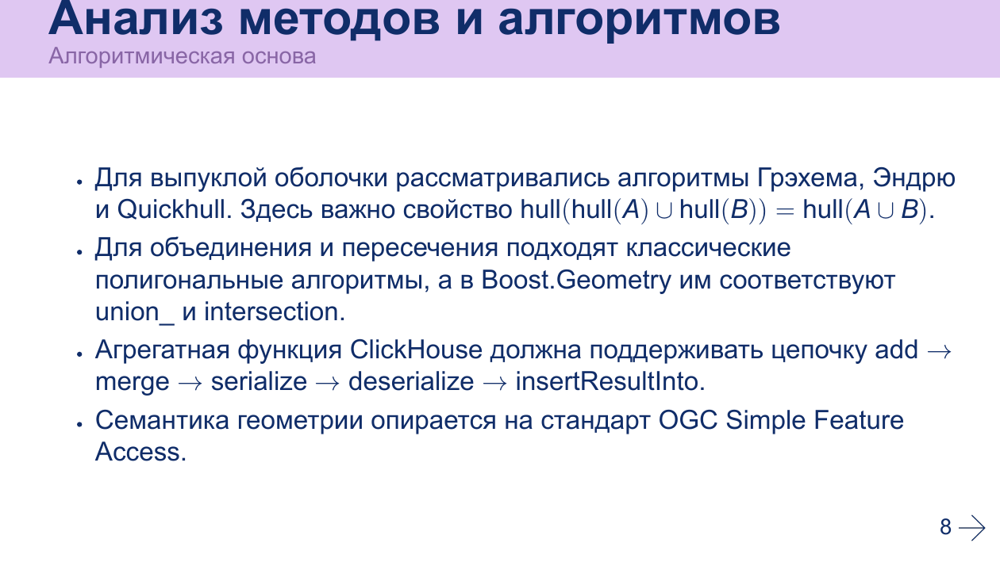 Анализ методов и алгоритмов
Алгоритмическая основа
• Для выпуклой оболочки рассматривались алгоритмы Грэхема, Эндрю
и Quickhull. Здесь важно свойство hull(hull(A) ∪ hull(B)) = hull(A ∪ B).
• Для объединения и пересечения подходят классические
полигональные алгоритмы, а в Boost.Geometry им соответствуют
union_ и intersection.
• Агрегатная функция ClickHouse должна поддерживать цепочку add →
merge → serialize → deserialize → insertResultInto.
• Семантика геометрии опирается на стандарт OGC Simple Feature
Access.
8 →